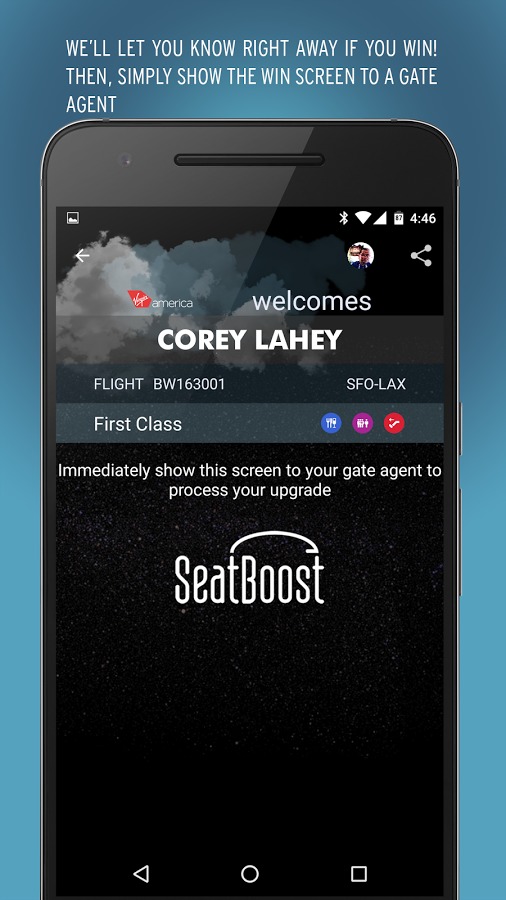 WE'LL LET YOU KNOW RIGHT AWAY IF YOU WIN!
THEN, SIMPLY SHOW THE WIN SCREEN TO A GATE
AGENT
67 4:46
Virgin america welcomes
COREY LAHEY
FLIGHT BW163001 SFO-LAX
First Class
Immediately show this screen to your gate agent to
process your upgrade
SeatBoost